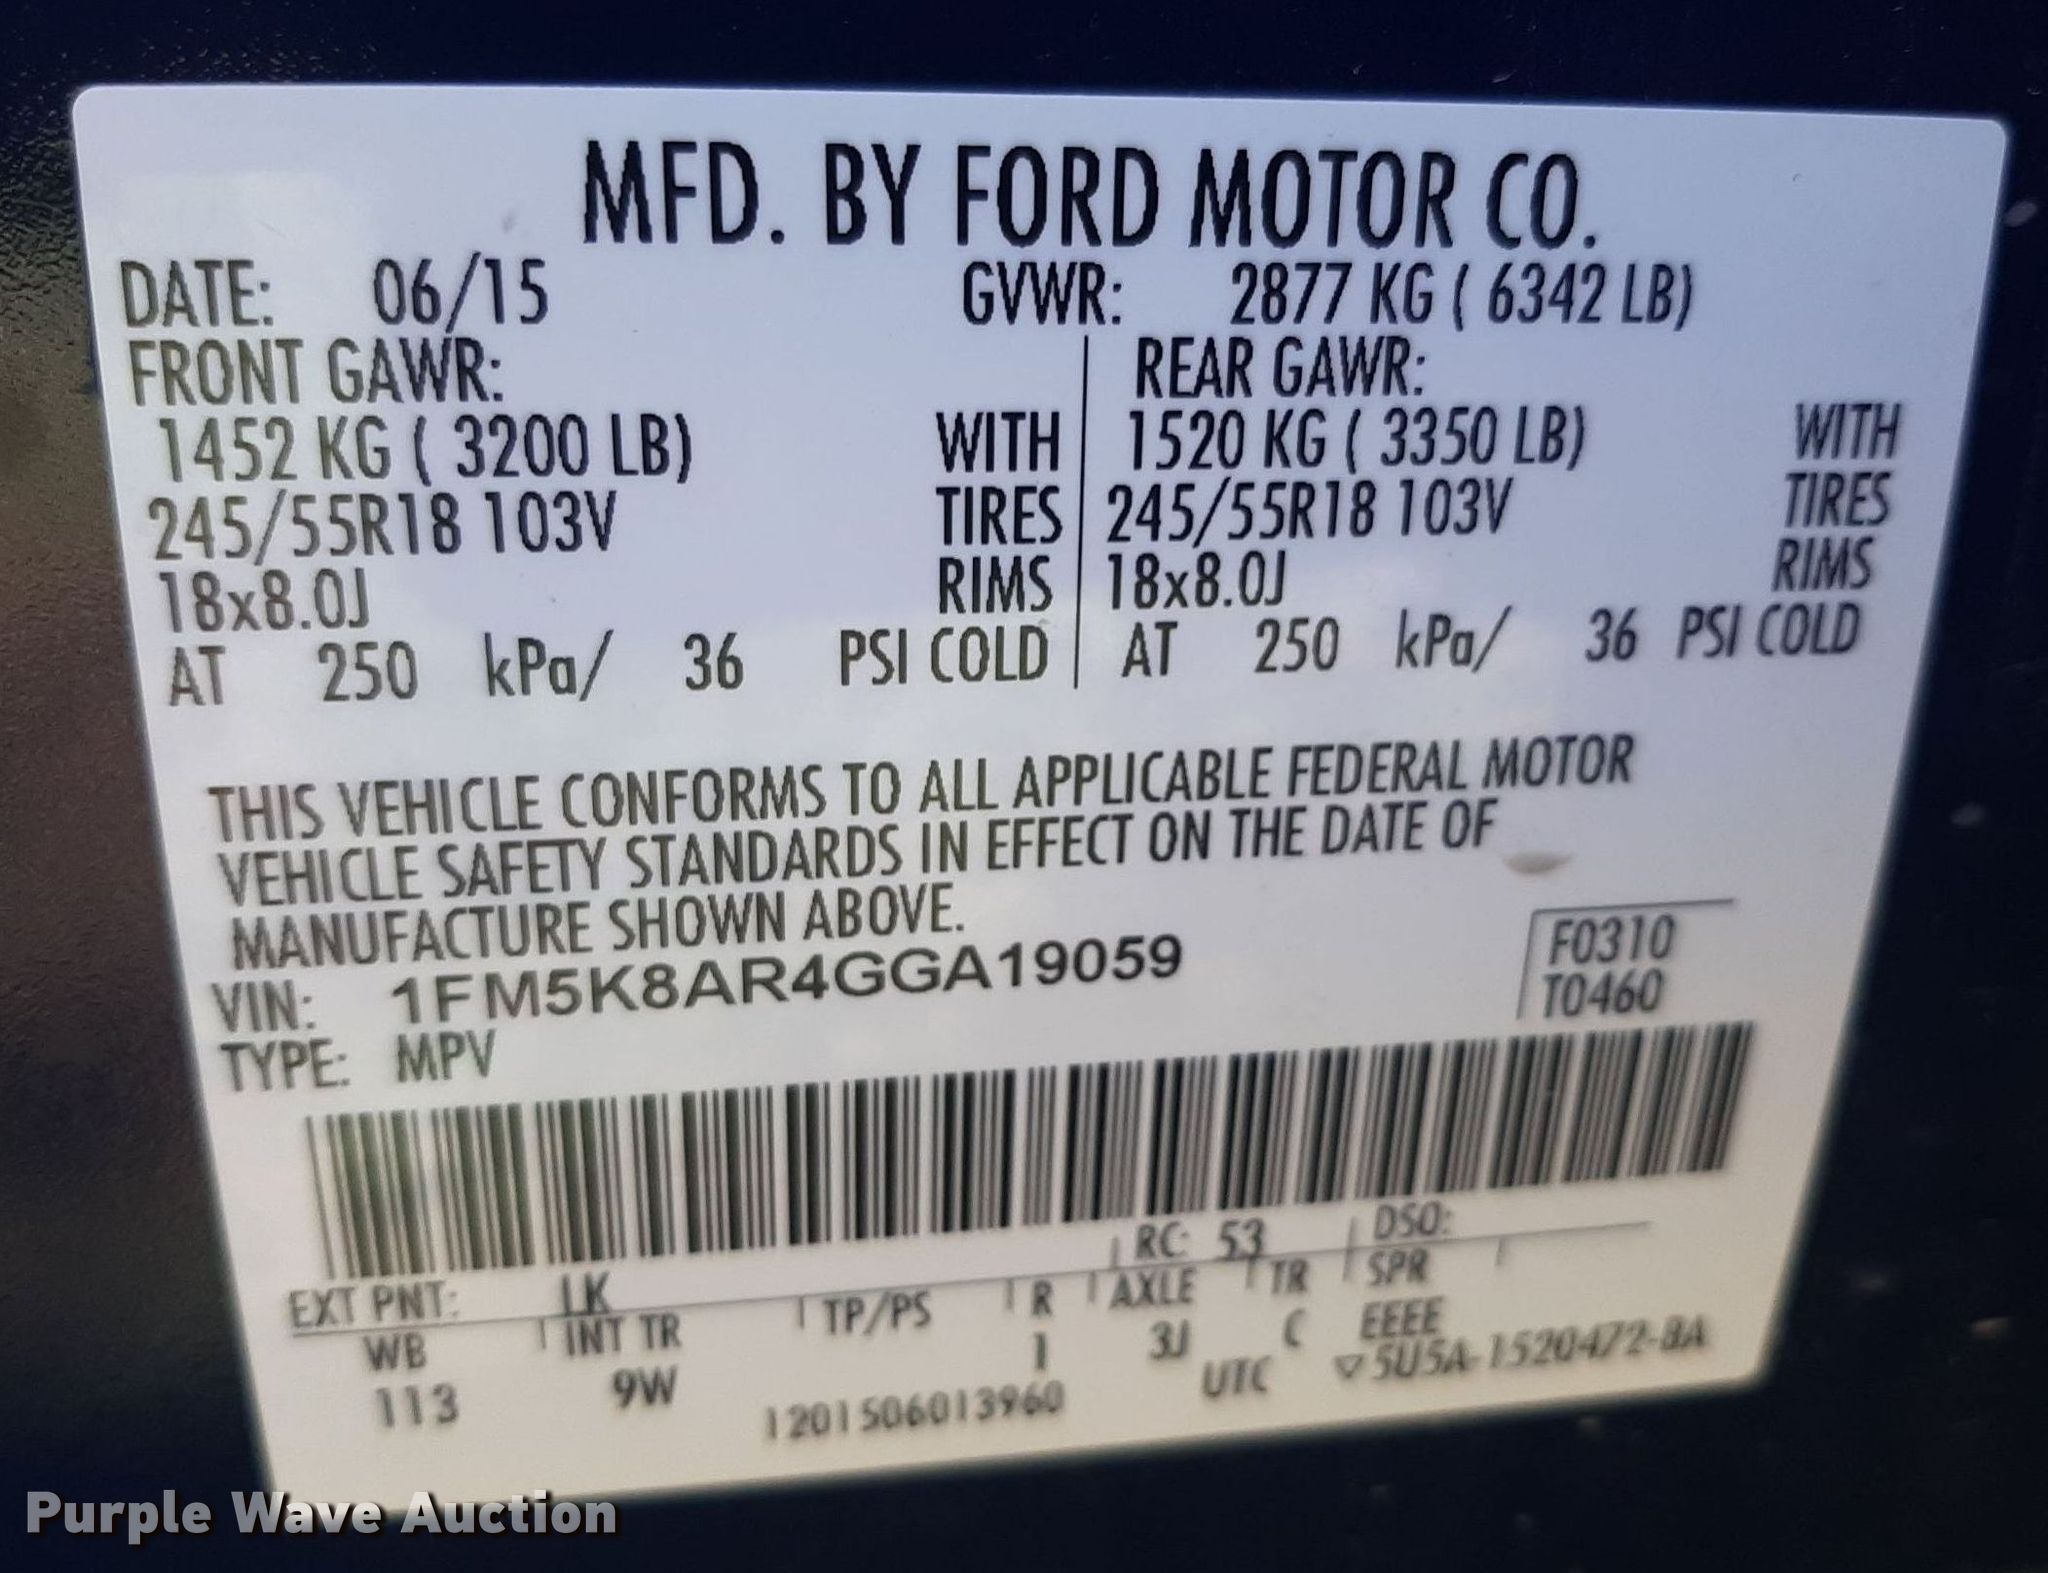 MFD. BY FORD MOTOR CO.
DATE: 06/15 GVWR: 2877 KG ( 6342 LB)
FRONT GAWR: REAR GAWR:
1452 KG ( 3200 LB) WITH 1520 KG ( 3350 LB) WITH
245/55R18 103V TIRES 245/55R18 103V TIRES
18x8.0J RIMS 18x8.0J RIMS
AT 250 kPa/ 36 PSI COLD AT 250 kPa/ 36 PSI COLD
THIS VEHICLE CONFORMS TO ALL APPLICABLE FEDERAL MOTOR
VEHICLE SAFETY STANDARDS IN EFFECT ON THE DATE OF
MANUFACTURE SHOWN ABOVE.
VIN: 1FM5K8AR4GGA19059
F0310
T0460
TYPE: MPV
EXT PNT: LK RC: 53 DSO:
WB INT TR TP/PS R AXLE TR SPR
113 9W 1 3J C EEEE
1201506013960 UTC ▽5U5A-1520472-BA
Purple Wave Auction